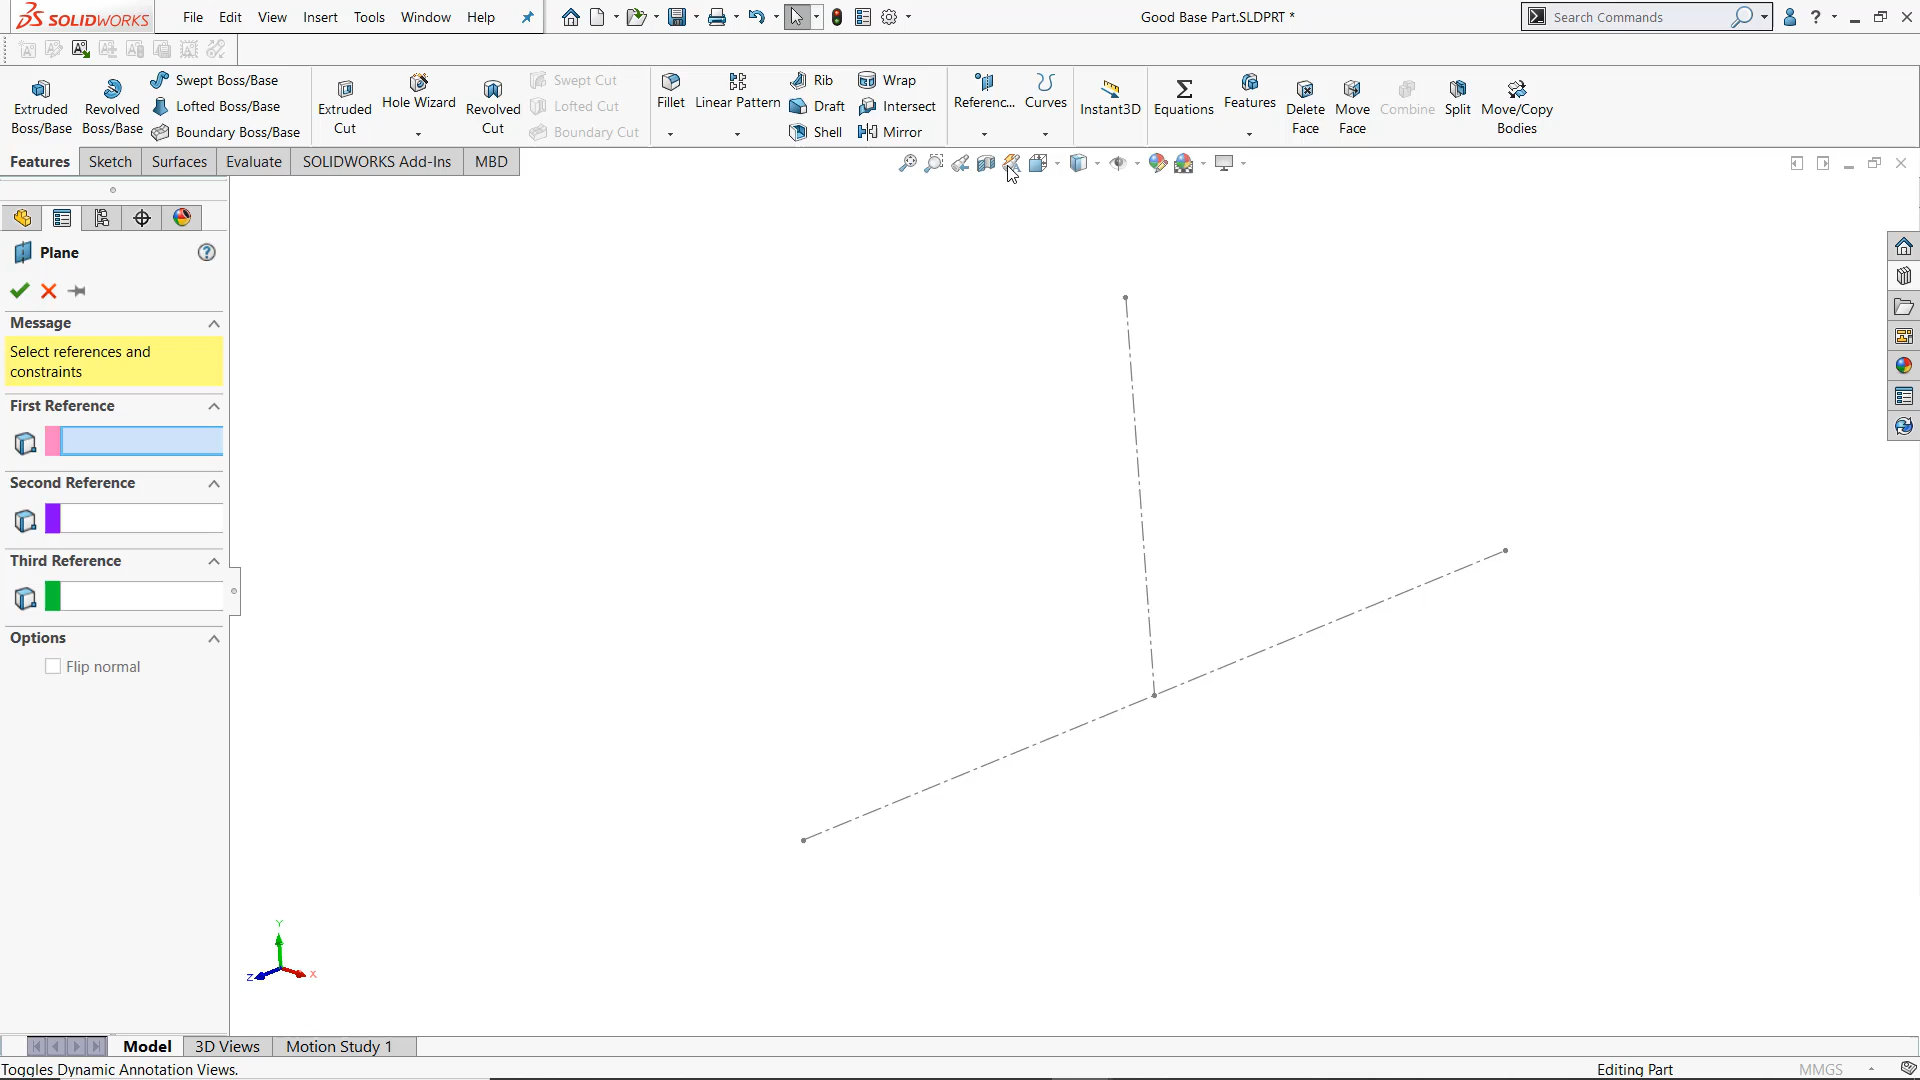 SOLIDWORKS File Edit View Insert Tools Window Help Good Base Part.SLDPRT * Search Commands
Extruded Boss/Base
Revolved Boss/Base
Swept Boss/Base
Lofted Boss/Base
Boundary Boss/Base
Extruded Cut
Hole Wizard
Revolved Cut
Swept Cut
Lofted Cut
Boundary Cut
Fillet
Linear Pattern
Rib
Draft
Shell
Wrap
Intersect
Mirror
Referenc...
Curves
Instant3D
Equations
Features
Delete Face
Move Face
Combine
Split
Move/Copy Bodies
Features Sketch Surfaces Evaluate SOLIDWORKS Add-Ins MBD
Plane
Message
Select references and
constraints
First Reference
Second Reference
Third Reference
Options
Flip normal
Y
Z X
Model 3D Views Motion Study 1
Toggles Dynamic Annotation Views. Editing Part MMGS